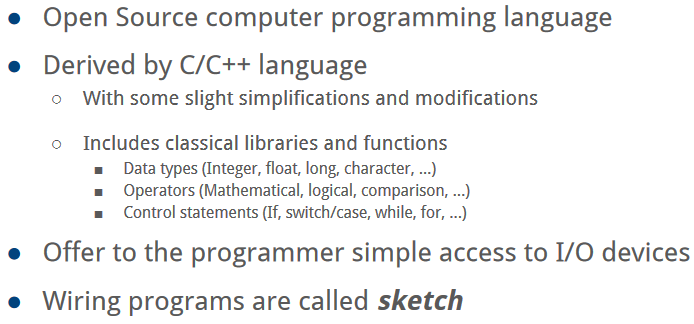 ● Open Source computer programming language
● Derived by C/C++ language
○ With some slight simplifications and modifications
○ Includes classical libraries and functions
■ Data types (Integer, float, long, character, ...)
■ Operators (Mathematical, logical, comparison, ...)
■ Control statements (If, switch/case, while, for, ...)
● Offer to the programmer simple access to I/O devices
● Wiring programs are called sketch